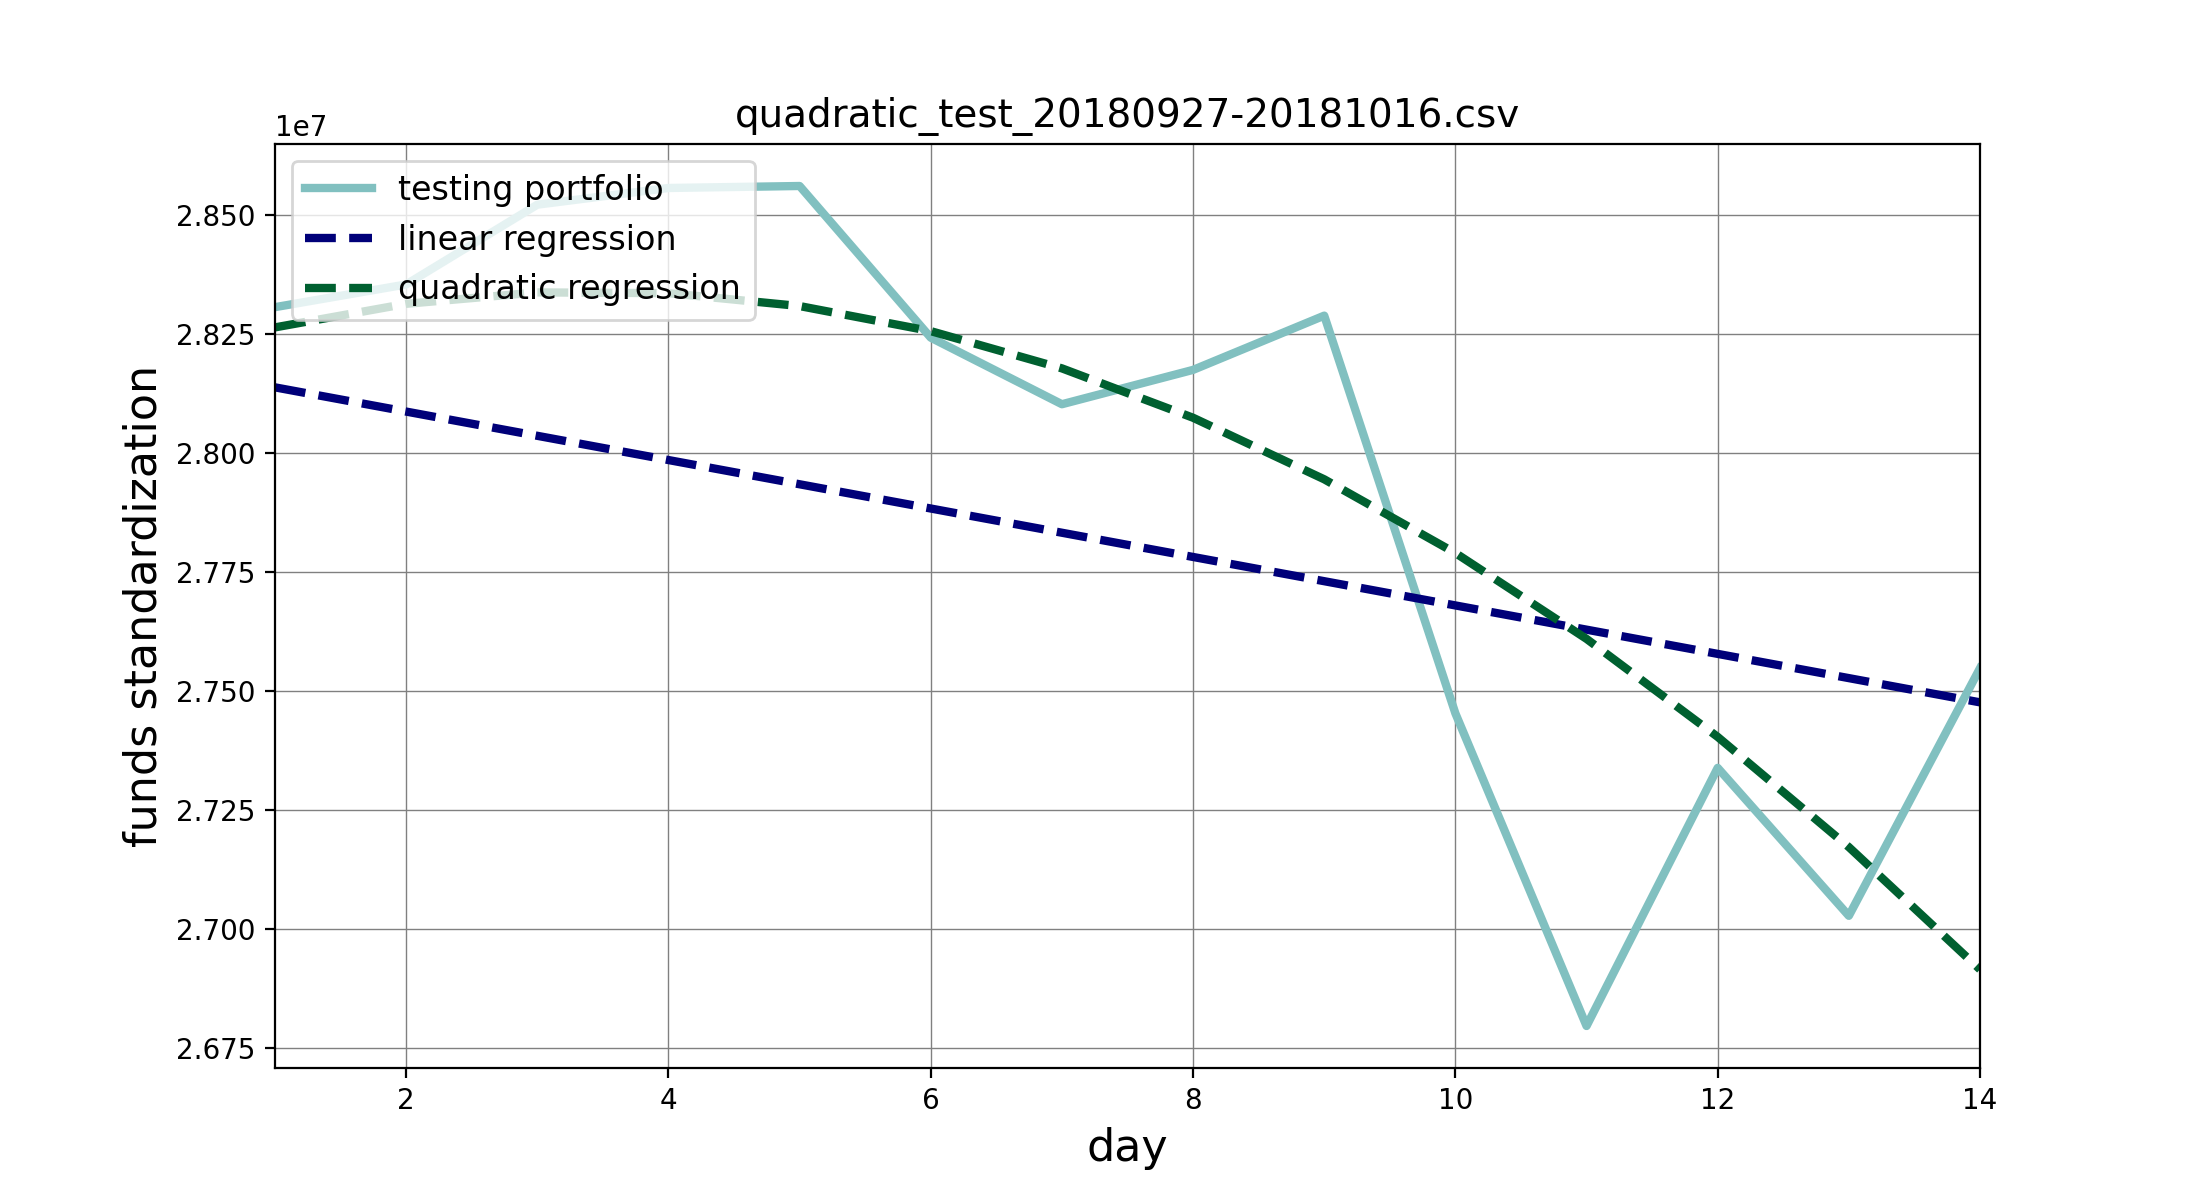 quadratic_test_20180927-20181016.csv
1e7
testing portfolio
linear regression
quadratic regression
funds standardization
2.850
2.825
2.800
2.775
2.750
2.725
2.700
2.675
2 4 6 8 10 12 14
day